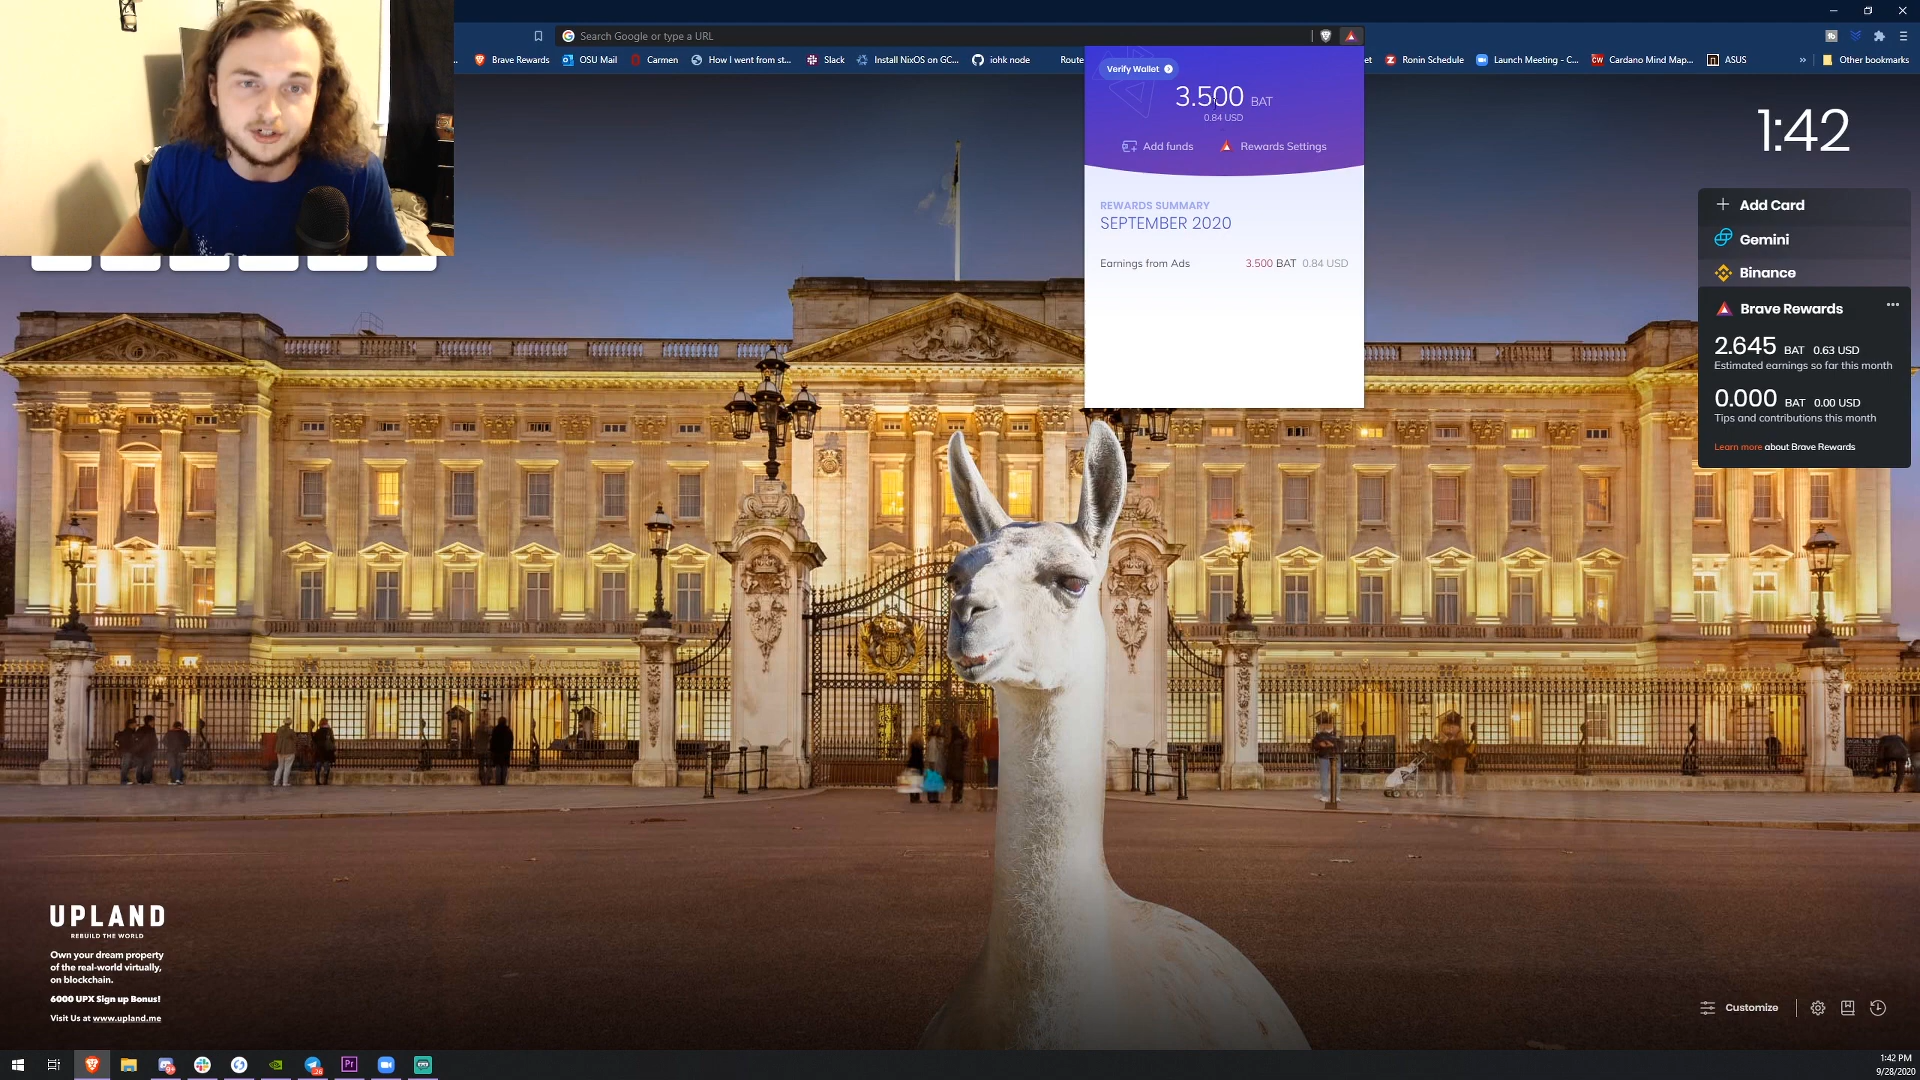 Search Google or type a URL
Brave Rewards
OSU Mail
Carmen
How I went from st...
Slack
Install NixOS on GC...
iohk node
Route
et
Ronin Schedule
Launch Meeting - C...
Cardano Mind Map...
ASUS
»
Other bookmarks
Verify Wallet
3.500 BAT
0.84 USD
Add funds
Rewards Settings
REWARDS SUMMARY
SEPTEMBER 2020
Earnings from Ads 3.500 BAT 0.84 USD
1:42
+ Add Card
Gemini
Binance
Brave Rewards
2.645 BAT 0.63 USD
Estimated earnings so far this month
0.000 BAT 0.00 USD
Tips and contributions this month
Learn more about Brave Rewards
UPLAND
REBUILD THE WORLD
Own your dream property
of the real-world virtually,
on blockchain.
6000 UPX Sign up Bonus!
Visit Us at www.upland.me
Customize
Pr
1:42 PM
9/28/2020